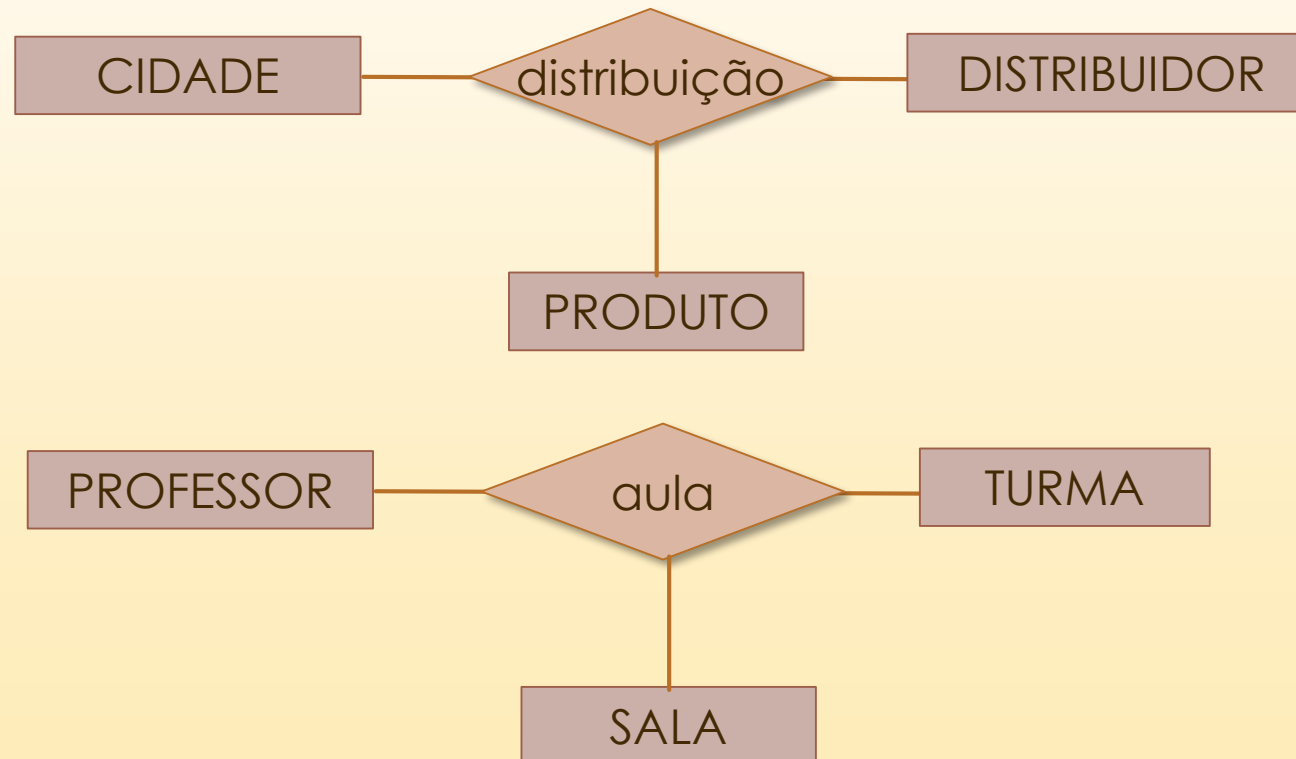 CIDADE
distribuição
DISTRIBUIDOR
PRODUTO
PROFESSOR
aula
TURMA
SALA